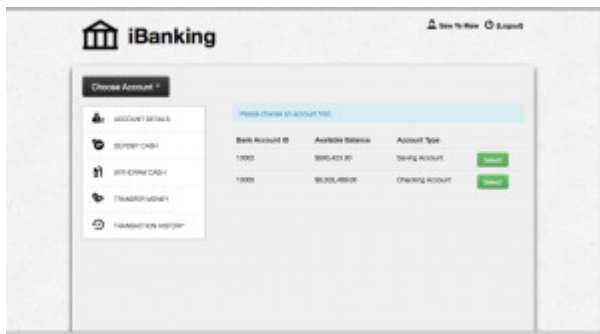 iBanking
[Logout]
Choose Account
ACCOUNT DETAILS
DEPOSIT CASH
WITHDRAW CASH
TRANSFER MONEY
TRANSACTION HISTORY
Please choose an account first.
Bank Account ID Available Balance Account Type
Saving Account Select
Checking Account Select